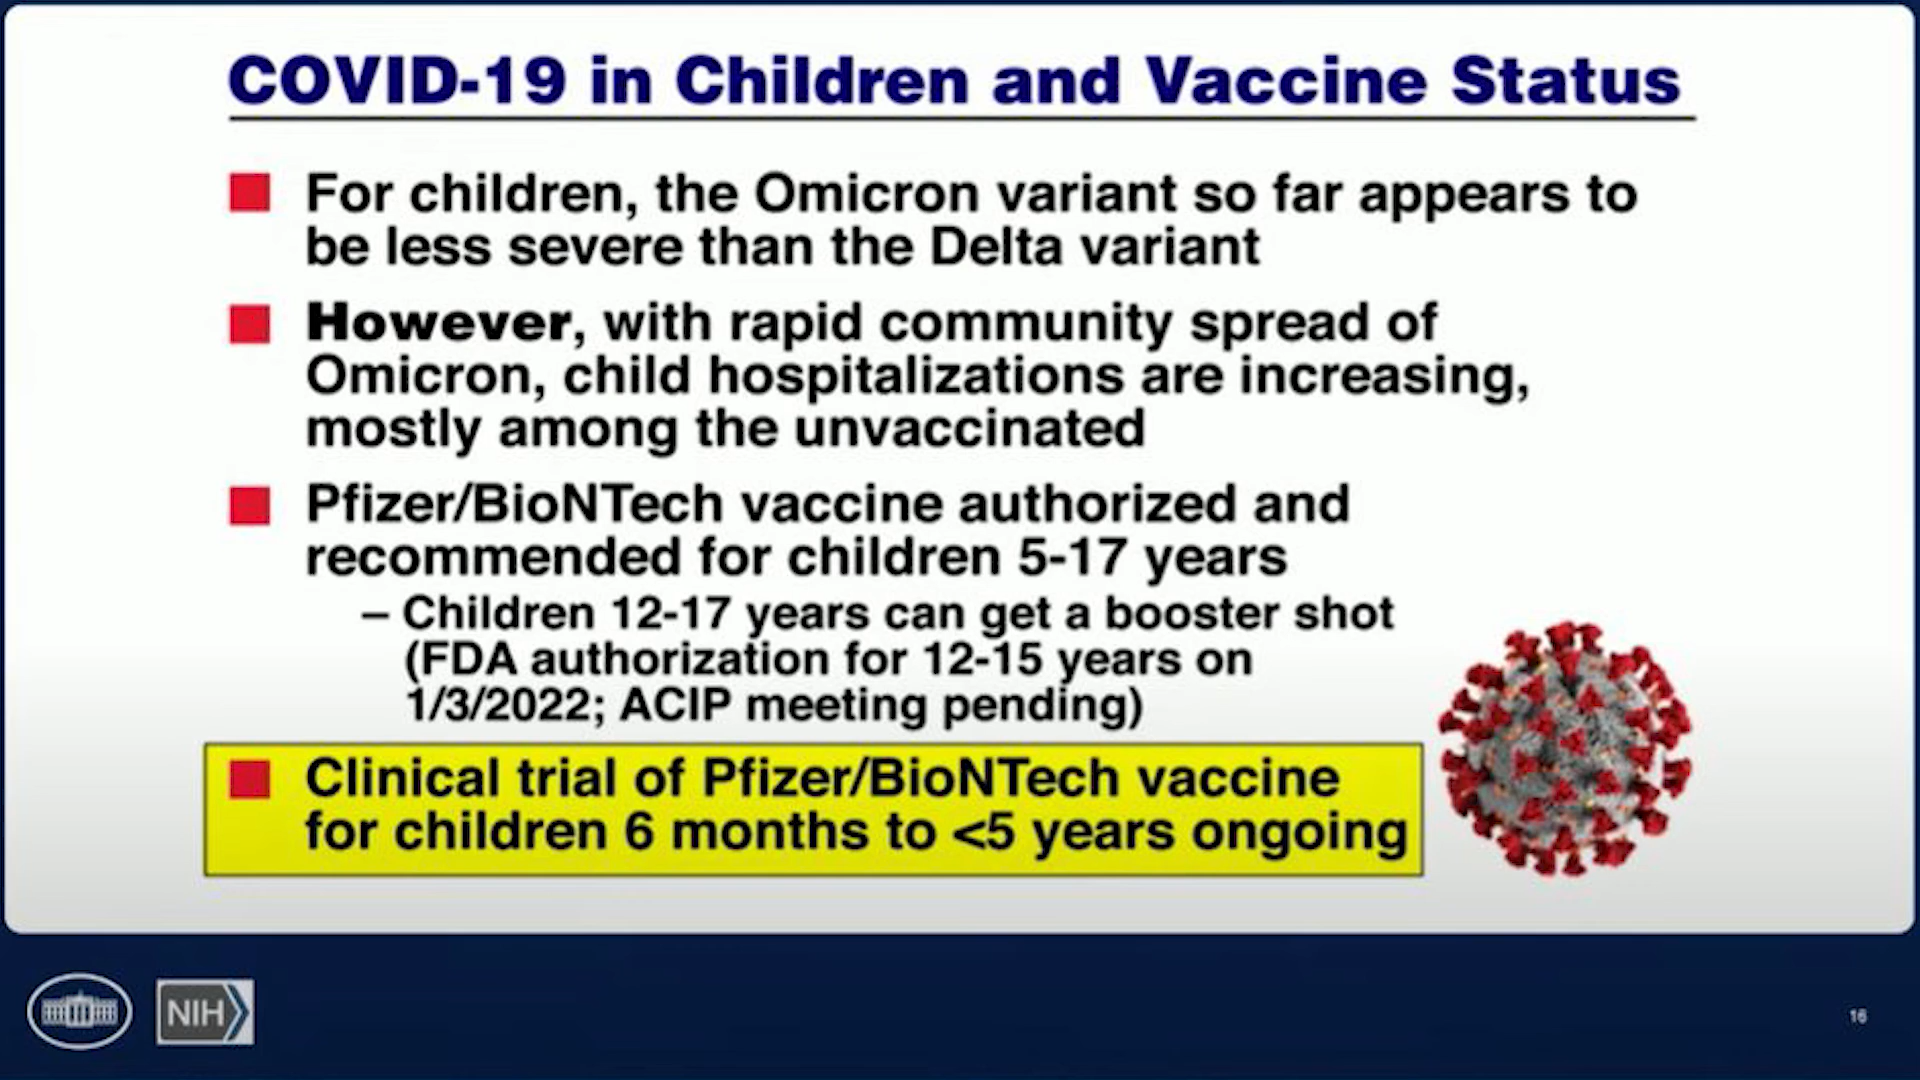 COVID-19 in Children and Vaccine Status
For children, the Omicron variant so far appears to
be less severe than the Delta variant
However, with rapid community spread of
Omicron, child hospitalizations are increasing,
mostly among the unvaccinated
Pfizer/BioNTech vaccine authorized and
recommended for children 5-17 years
– Children 12-17 years can get a booster shot
(FDA authorization for 12-15 years on
1/3/2022; ACIP meeting pending)
Clinical trial of Pfizer/BioNTech vaccine
for children 6 months to <5 years ongoing
NIH
16